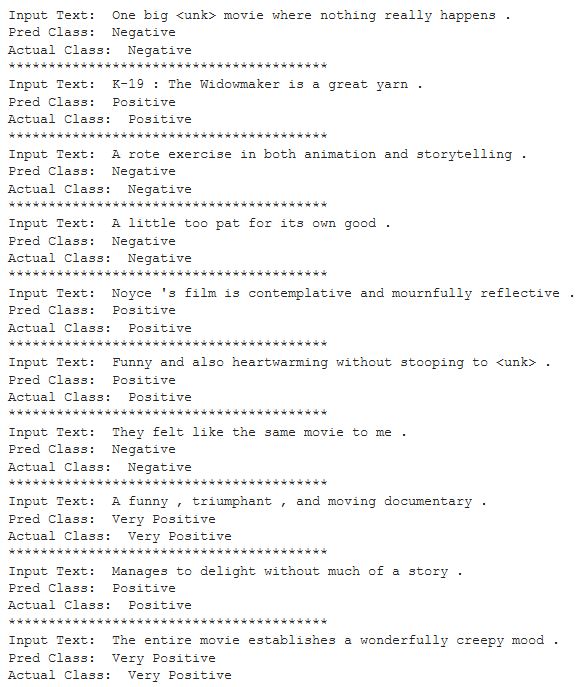 Input Text:  One big <unk> movie where nothing really happens .
Pred Class:  Negative
Actual Class:  Negative
****************************************
Input Text:  K-19 : The Widowmaker is a great yarn .
Pred Class:  Positive
Actual Class:  Positive
****************************************
Input Text:  A rote exercise in both animation and storytelling .
Pred Class:  Negative
Actual Class:  Negative
****************************************
Input Text:  A little too pat for its own good .
Pred Class:  Negative
Actual Class:  Negative
****************************************
Input Text:  Noyce 's film is contemplative and mournfully reflective .
Pred Class:  Positive
Actual Class:  Positive
****************************************
Input Text:  Funny and also heartwarming without stooping to <unk> .
Pred Class:  Positive
Actual Class:  Positive
****************************************
Input Text:  They felt like the same movie to me .
Pred Class:  Negative
Actual Class:  Negative
****************************************
Input Text:  A funny , triumphant , and moving documentary .
Pred Class:  Very Positive
Actual Class:  Very Positive
****************************************
Input Text:  Manages to delight without much of a story .
Pred Class:  Positive
Actual Class:  Positive
****************************************
Input Text:  The entire movie establishes a wonderfully creepy mood .
Pred Class:  Very Positive
Actual Class:  Very Positive